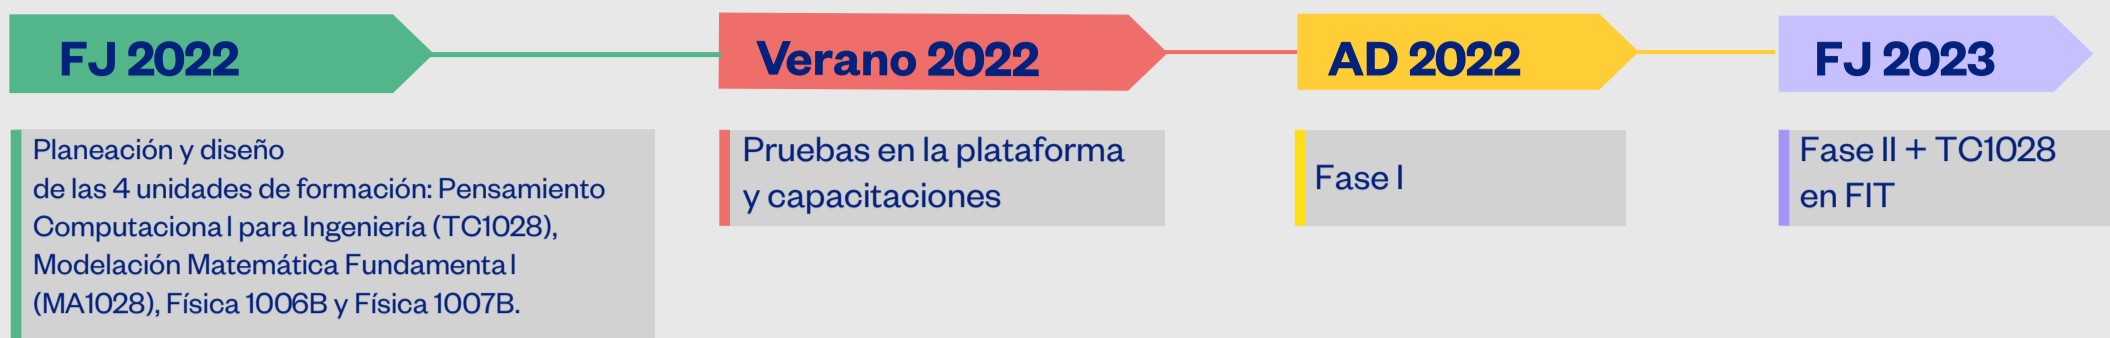 FJ 2022
Verano 2022
AD 2022
FJ 2023
Planeación y diseño
de las 4 unidades de formación: Pensamiento
Computacional para Ingeniería (TC1028),
Modelación Matemática Fundamental
(MA1028), Física 1006B y Física 1007B.
Pruebas en la plataforma
y capacitaciones
Fase I
Fase II + TC1028
en FIT